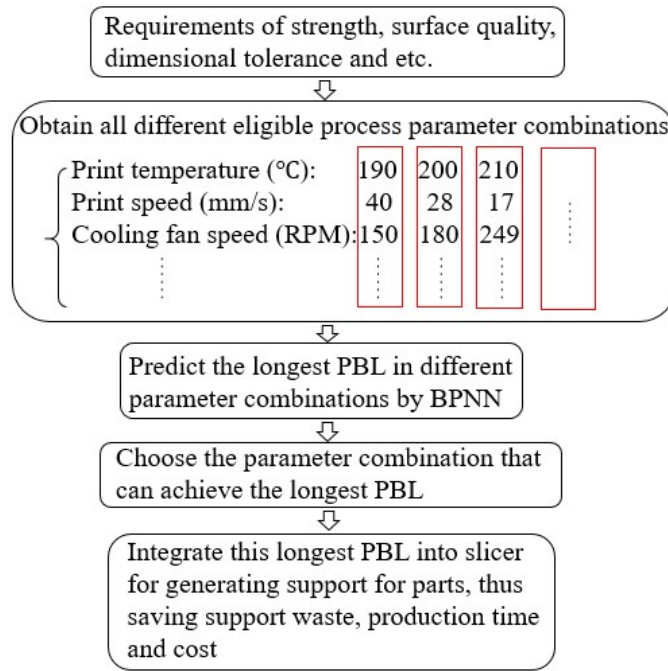 Requirements of strength, surface quality,
dimensional tolerance and etc.
Obtain all different eligible process parameter combinations
Print temperature (℃): 190 200 210
Print speed (mm/s): 40 28 17
Cooling fan speed (RPM): 150 180 249
Predict the longest PBL in different
parameter combinations by BPNN
Choose the parameter combination that
can achieve the longest PBL
Integrate this longest PBL into slicer
for generating support for parts, thus
saving support waste, production time
and cost